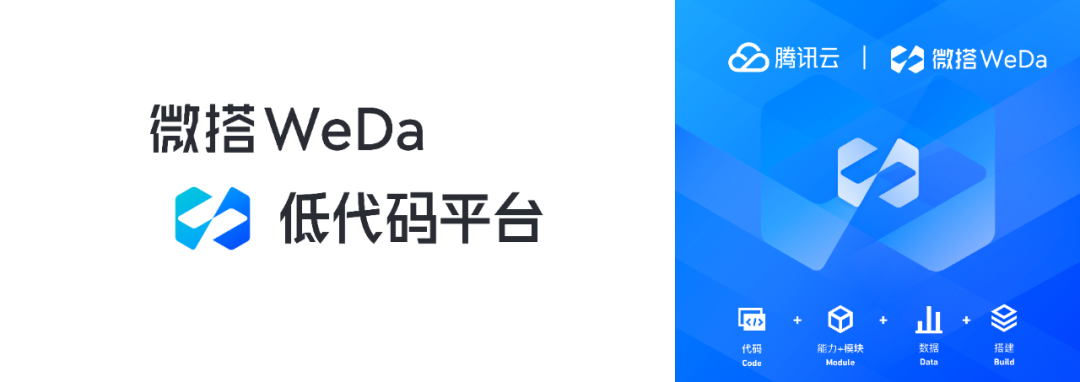 微搭 WeDa
低代码平台
腾讯云 | 微搭 WeDa
代码 + 能力+模块 + 数据 + 搭建
Code Module Data Build